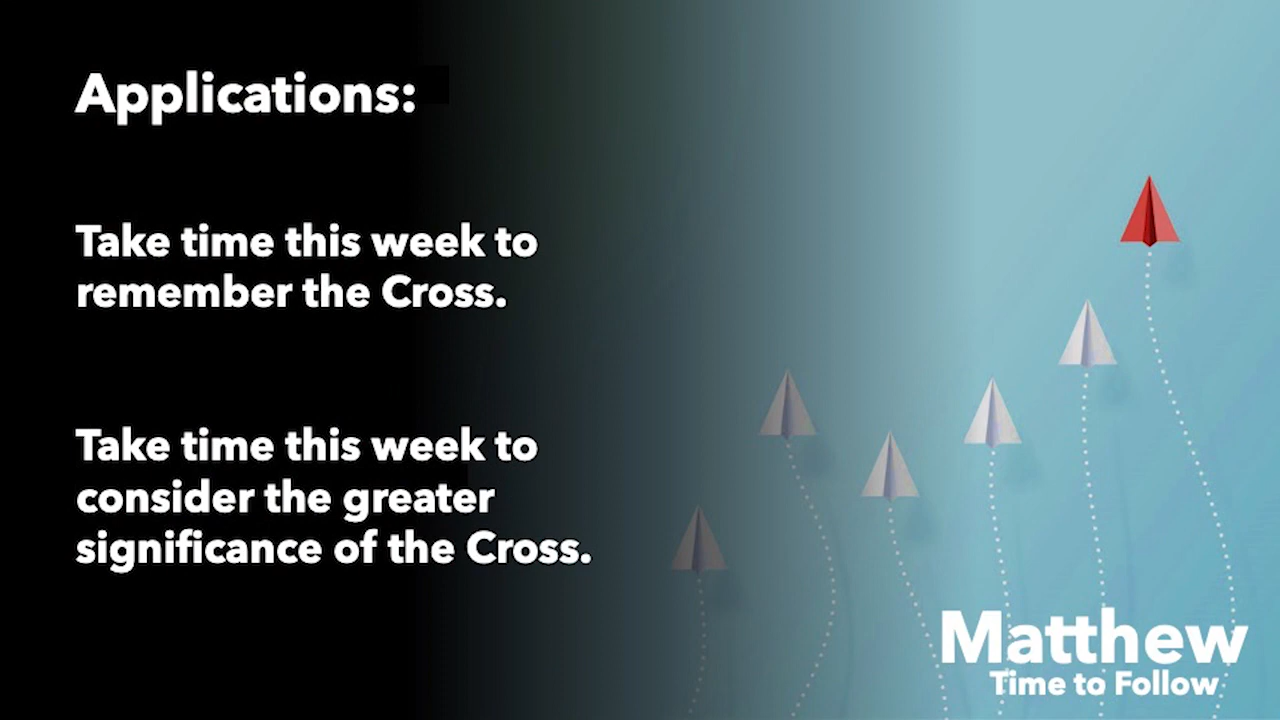 Applications:
Take time this week to
remember the Cross.
Take time this week to
consider the greater
significance of the Cross.
Matthew
Time to Follow